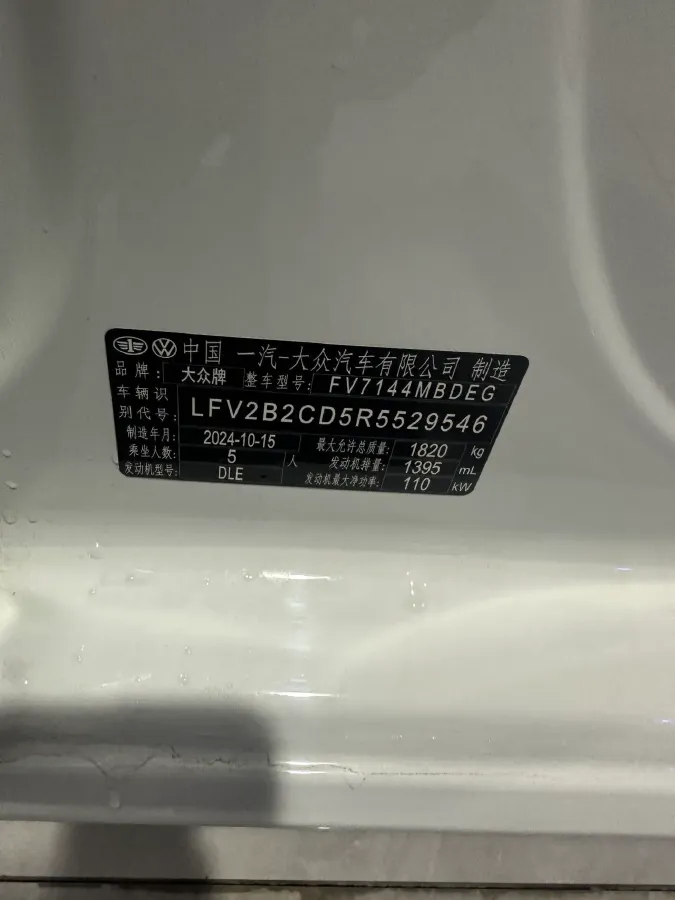 中国 一汽-大众汽车有限公司 制造
品牌: 大众牌 整车型号: FV7144MBDEG
车辆识别代号: LFV2B2CD5R5529546
制造年月: 2024-10-15 最大允许总质量: 1820 kg
乘坐人数: 5 人 发动机排量: 1395 mL
发动机型号: DLE 发动机最大净功率: 110 kW